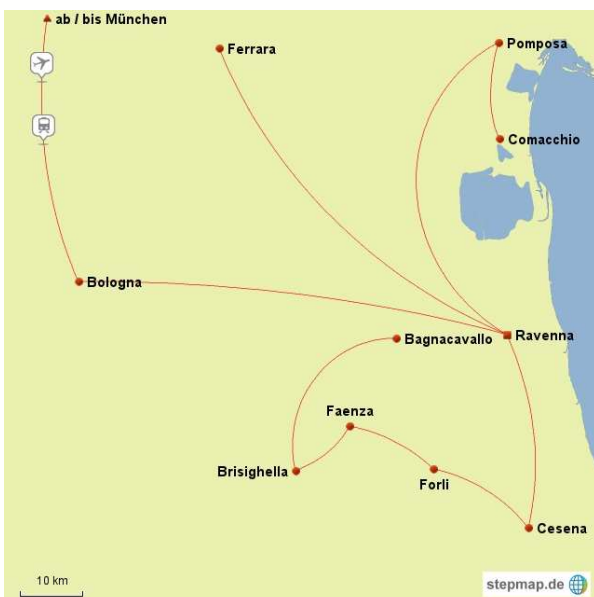 ab / bis München
Ferrara
Pomposa
Comacchio
Bologna
Ravenna
Bagnacavallo
Faenza
Brisighella
Forli
Cesena
10 km
stepmap.de